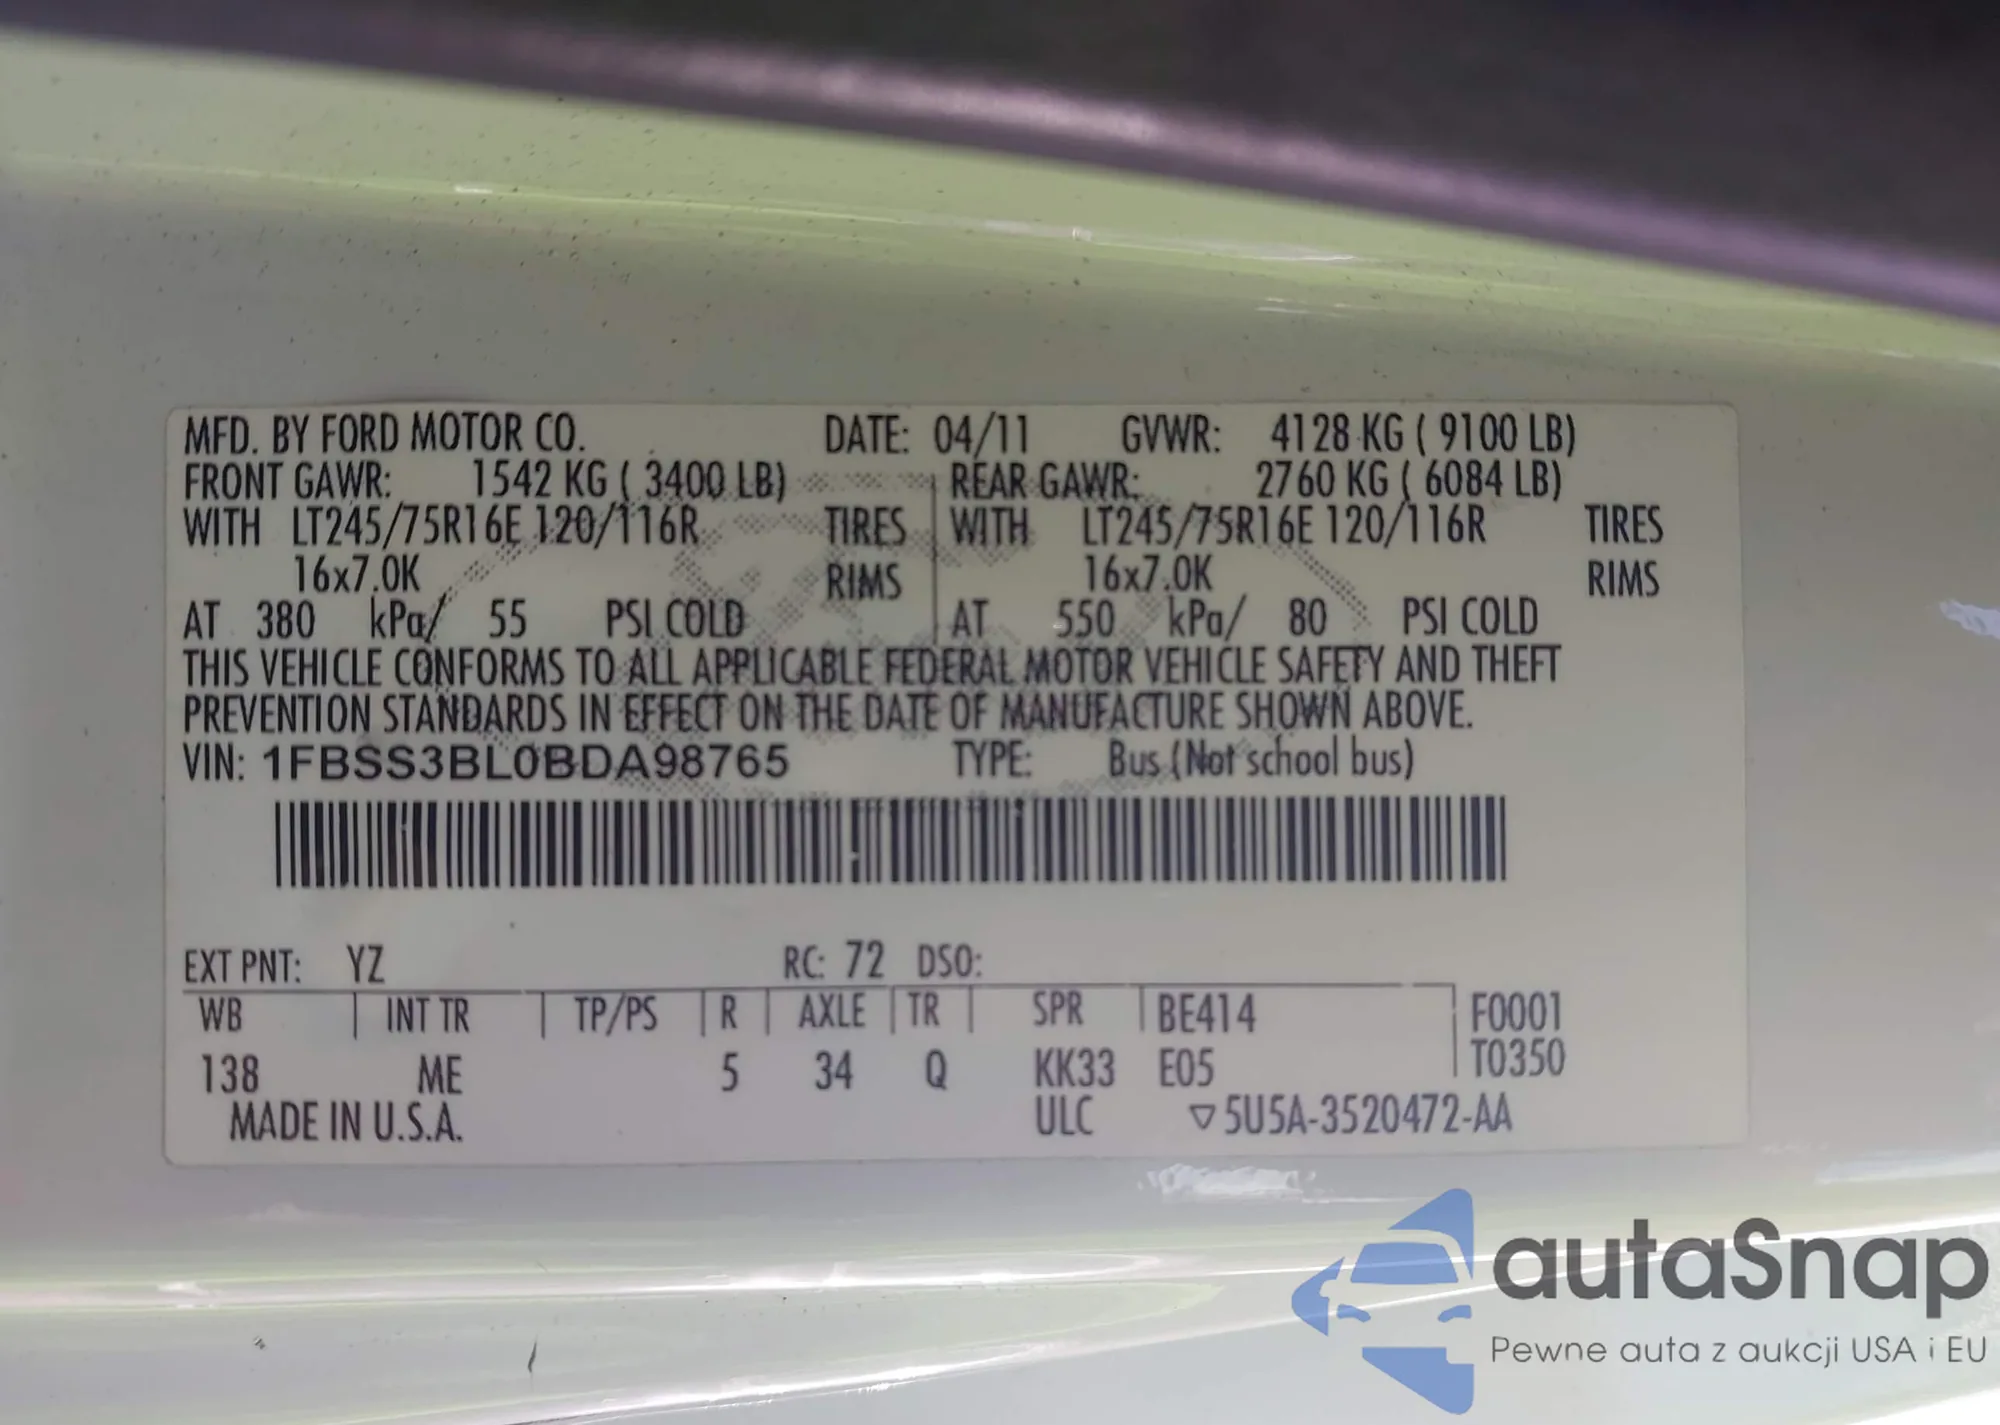 MFD. BY FORD MOTOR CO. DATE: 04/11 GVWR: 4128 KG ( 9100 LB)
FRONT GAWR: 1542 KG ( 3400 LB) REAR GAWR: 2760 KG ( 6084 LB)
WITH LT245/75R16E 120/116R TIRES WITH LT245/75R16E 120/116R TIRES
16x7.0K RIMS 16x7.0K RIMS
AT 380 kPa/ 55 PSI COLD AT 550 kPa/ 80 PSI COLD
THIS VEHICLE CONFORMS TO ALL APPLICABLE FEDERAL MOTOR VEHICLE SAFETY AND THEFT
PREVENTION STANDARDS IN EFFECT ON THE DATE OF MANUFACTURE SHOWN ABOVE.
VIN: 1FBSS3BL0BDA98765 TYPE: Bus (Not school bus)
EXT PNT: YZ RC: 72 DSO:
WB INT TR TP/PS R AXLE TR SPR BE414 F0001
138 ME 5 34 Q KK33 E05 T0350
MADE IN U.S.A. ULC ▽5U5A-3520472-AA
autaSnap
Pewne auta z aukcji USA i EU